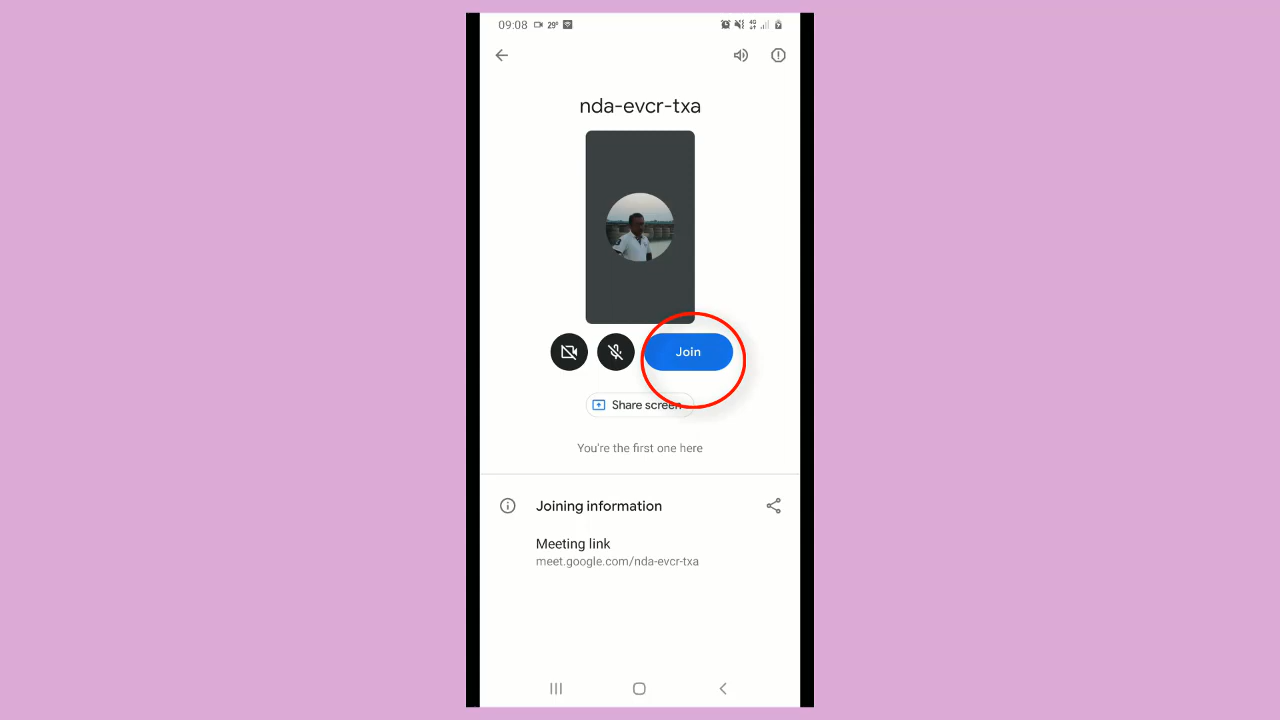 09:08 29°
nda-evcr-txa
Join
Share screen
You're the first one here
Joining information
Meeting link
meet.google.com/nda-evcr-txa